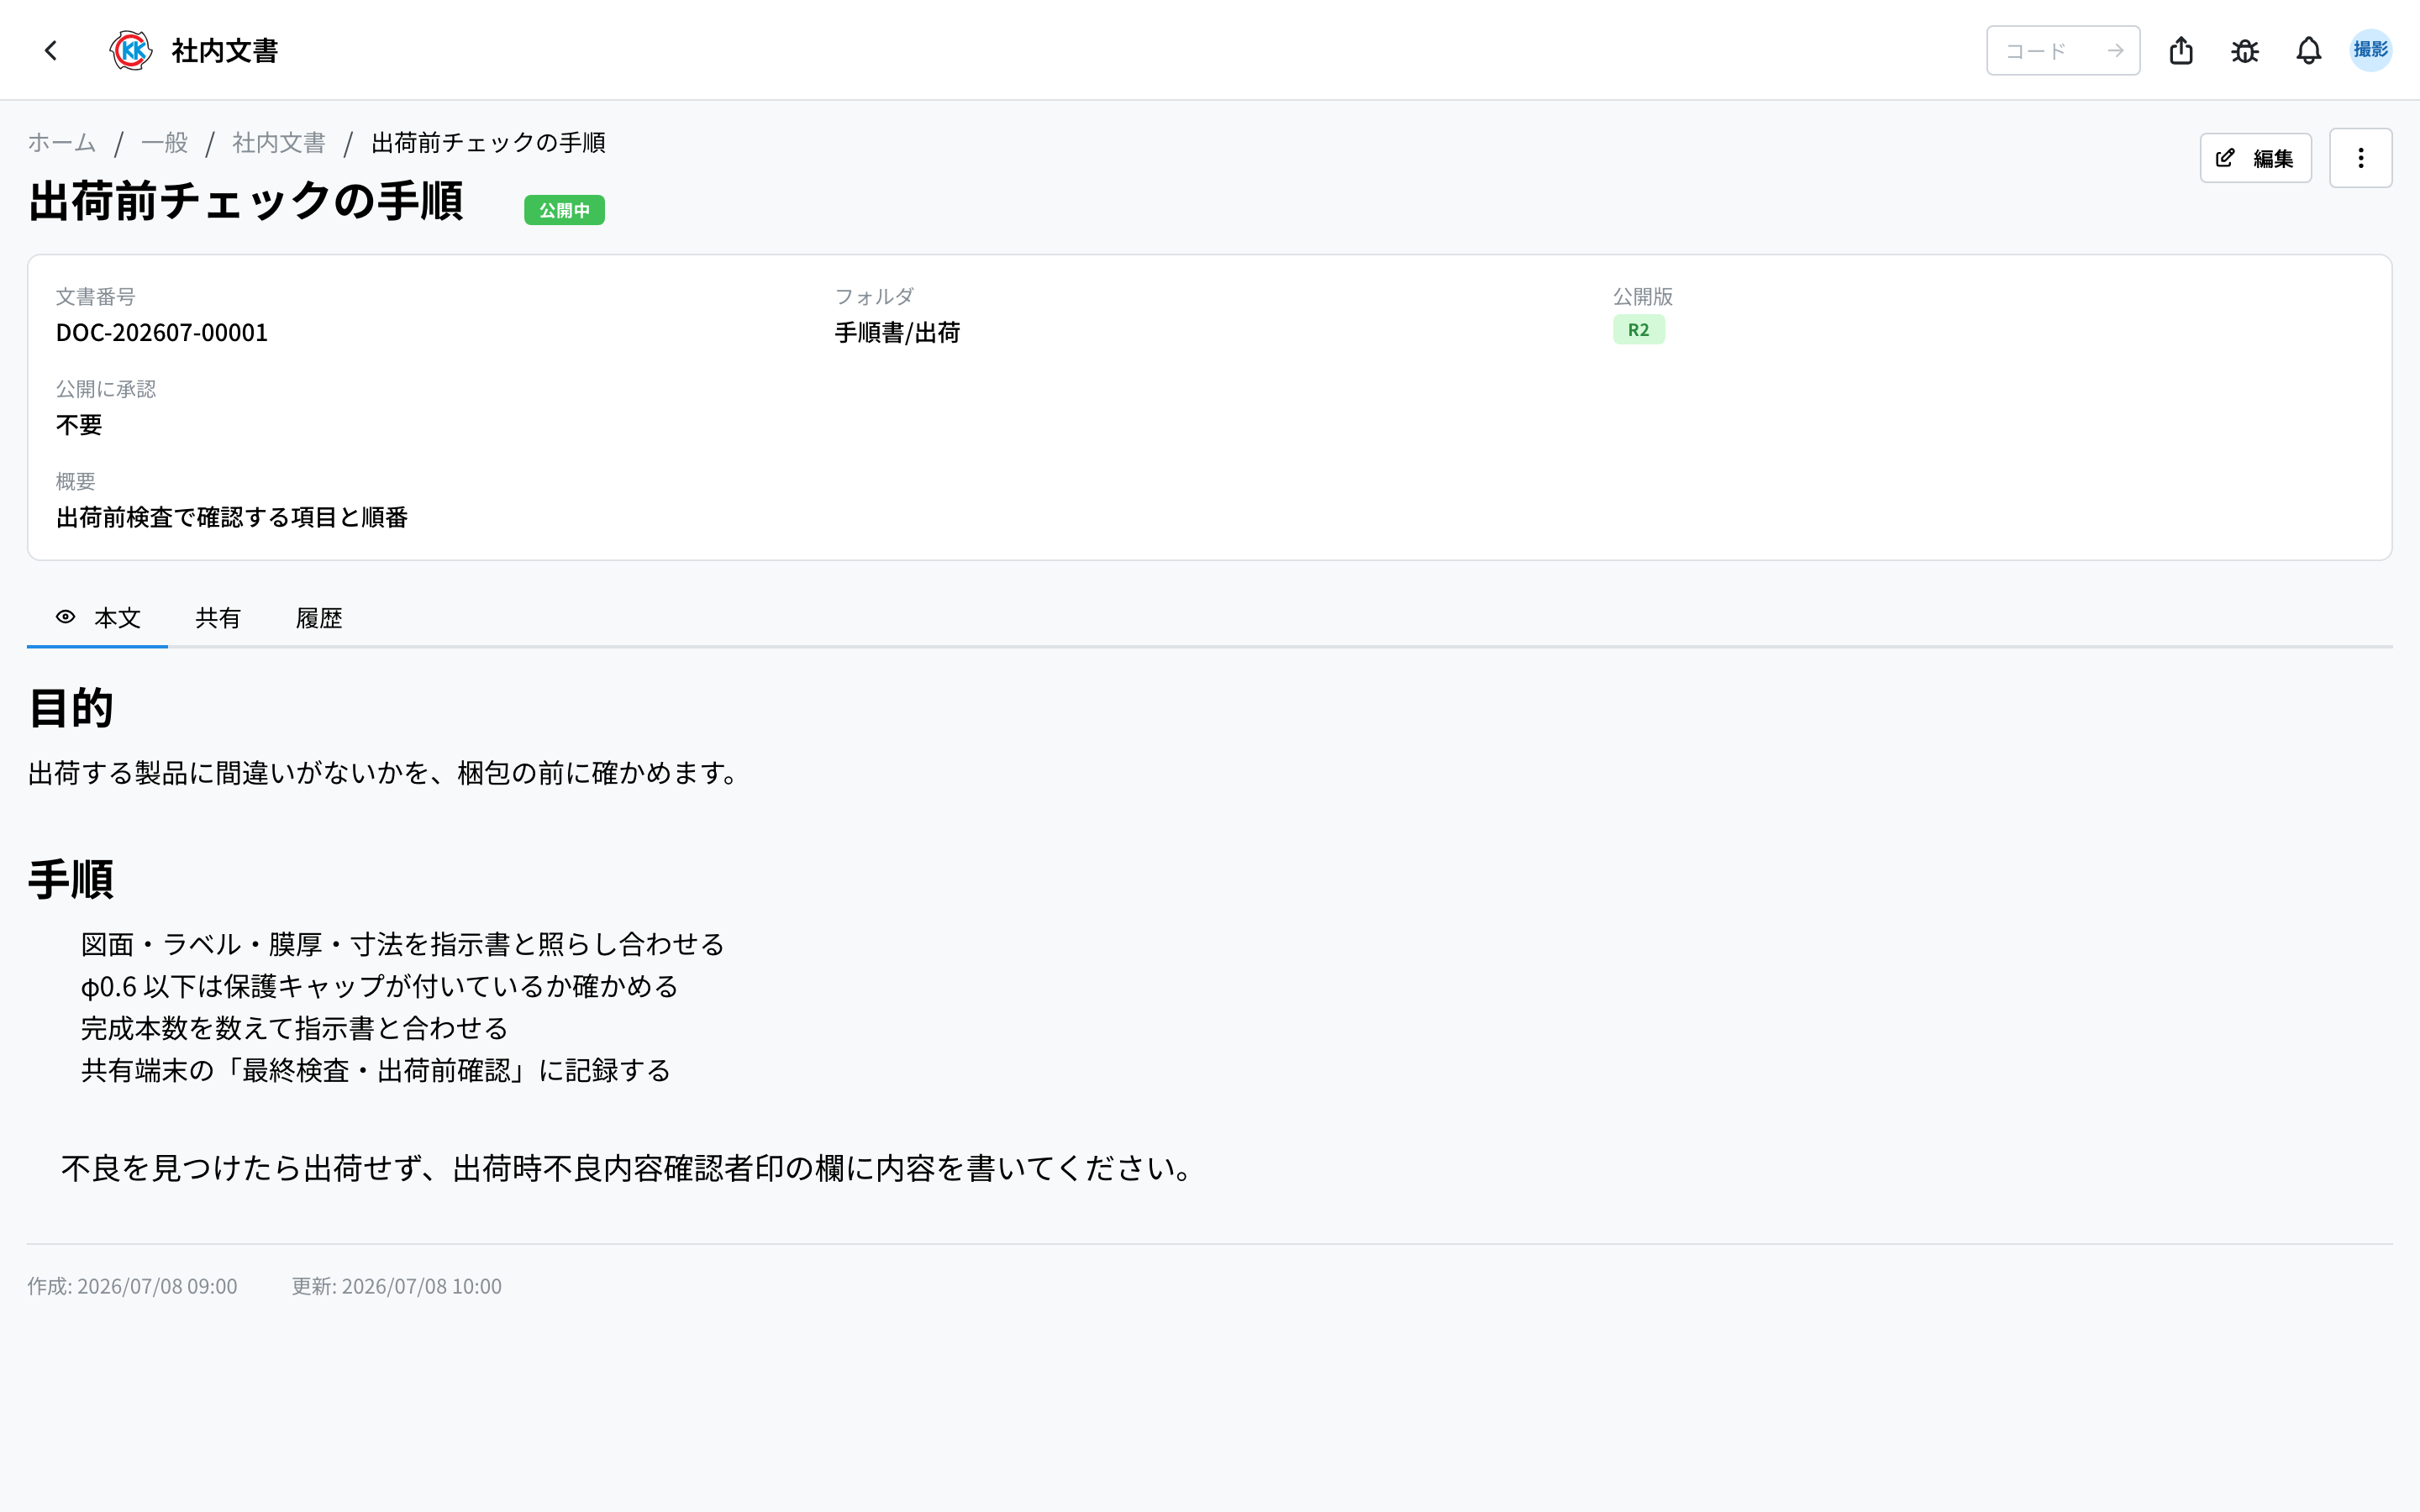 KK 社内文書
コード
撮影
ホーム / 一般 / 社内文書 / 出荷前チェックの手順
編集
出荷前チェックの手順 公開中
文書番号 フォルダ 公開版
DOC-202607-00001 手順書/出荷 R2
公開に承認
不要
概要
出荷前検査で確認する項目と順番
本文 共有 履歴
目的
出荷する製品に間違いがないかを、梱包の前に確かめます。
手順
図面・ラベル・膜厚・寸法を指示書と照らし合わせる
φ0.6 以下は保護キャップが付いているか確かめる
完成本数を数えて指示書と合わせる
共有端末の「最終検査・出荷前確認」に記録する
不良を見つけたら出荷せず、出荷時不良内容確認者印の欄に内容を書いてください。
作成: 2026/07/08 09:00 更新: 2026/07/08 10:00